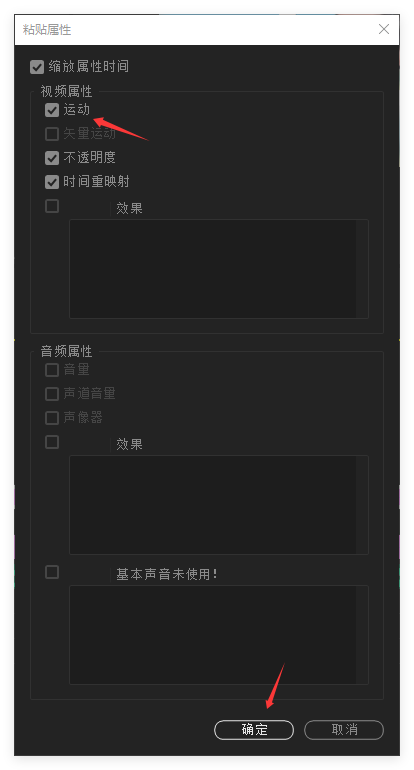 粘贴属性
缩放属性时间
视频属性
运动
矢量运动
不透明度
时间重映射
效果
音频属性
音量
声道音量
声像器
效果
基本声音未使用!
确定
取消